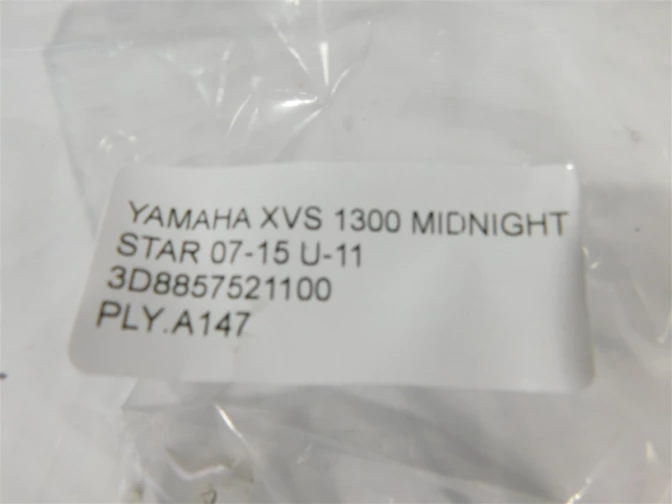 YAMAHA XVS 1300 MIDNIGHT
STAR 07-15 U-11
3D8857521100
PLY.A147